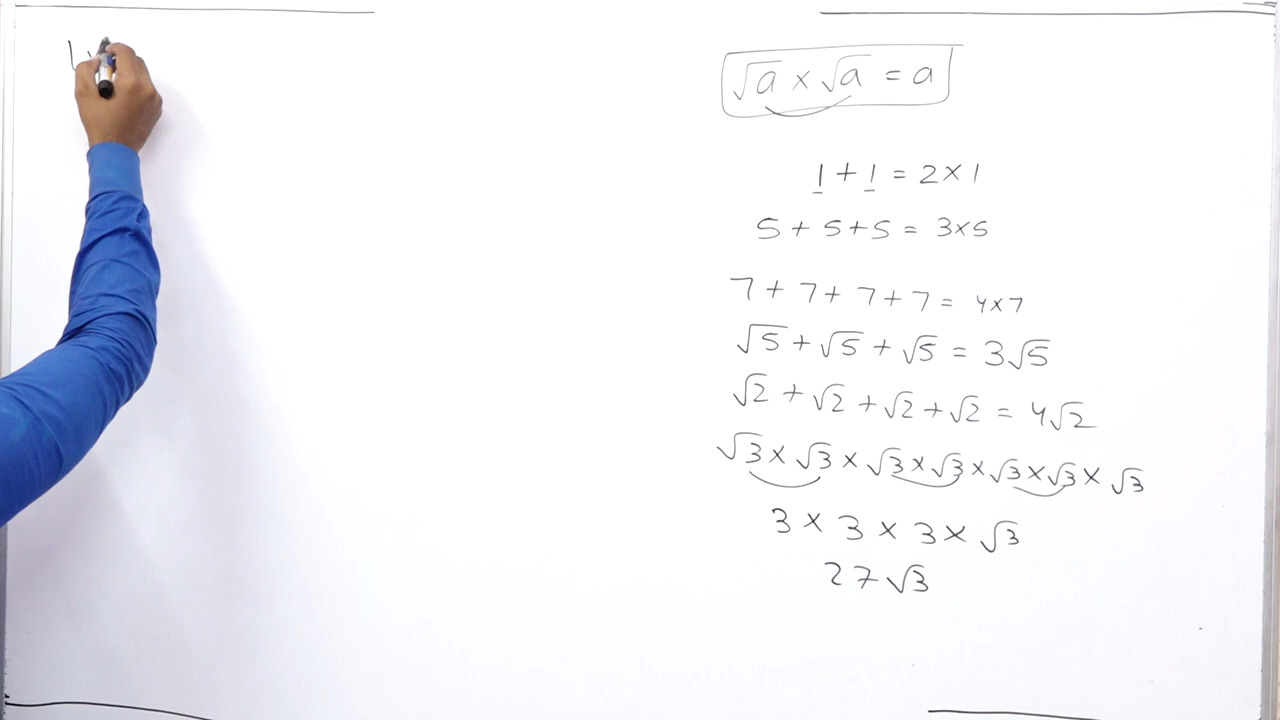 √a × √a = a
1 + 1 = 2 × 1
5 + 5 + 5 = 3 × 5
7 + 7 + 7 + 7 = 4 × 7
√5 + √5 + √5 = 3√5
√2 + √2 + √2 + √2 = 4√2
√3 × √3 × √3 × √3 × √3 × √3 × √3
3 × 3 × 3 × √3
27√3